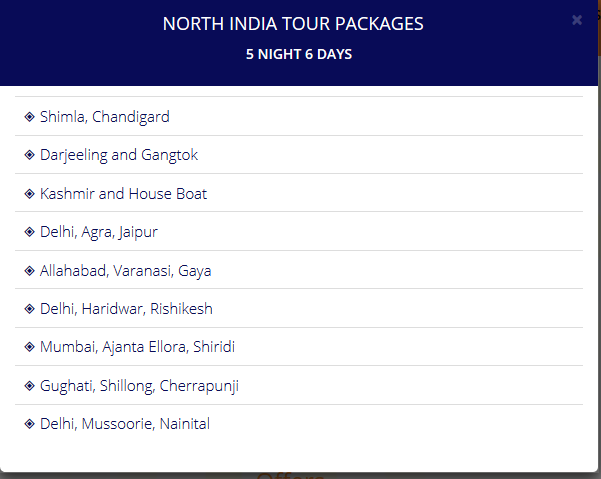 NORTH INDIA TOUR PACKAGES
5 NIGHT 6 DAYS
Shimla, Chandigard
Darjeeling and Gangtok
Kashmir and House Boat
Delhi, Agra, Jaipur
Allahabad, Varanasi, Gaya
Delhi, Haridwar, Rishikesh
Mumbai, Ajanta Ellora, Shiridi
Gughati, Shillong, Cherrapunji
Delhi, Mussoorie, Nainital